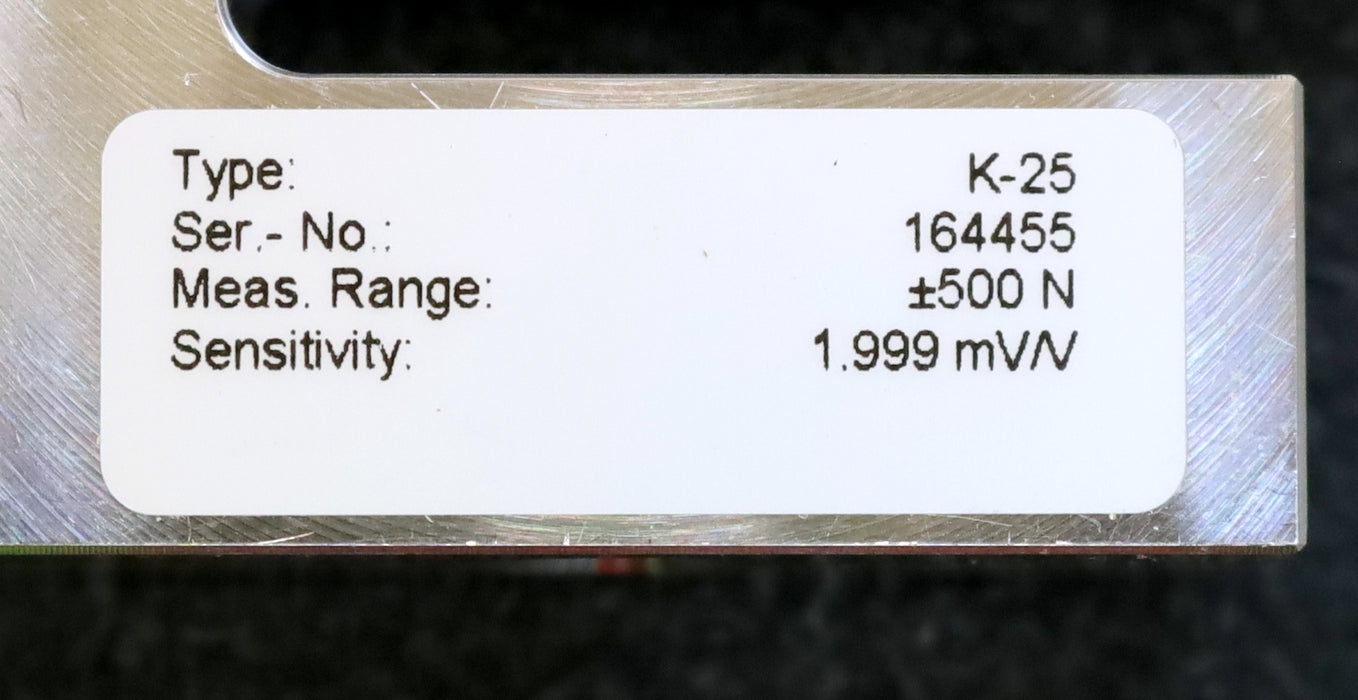 Type: K-25
Ser.- No.: 164455
Meas. Range: ±500 N
Sensitivity: 1.999 mV/V